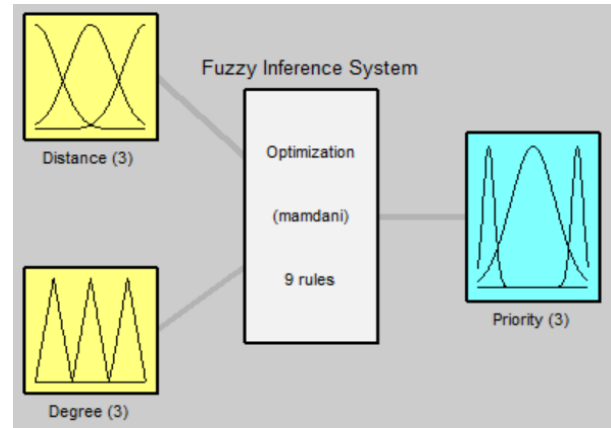 Fuzzy Inference System
Distance (3)
Optimization
(mamdani)
9 rules
Priority (3)
Degree (3)